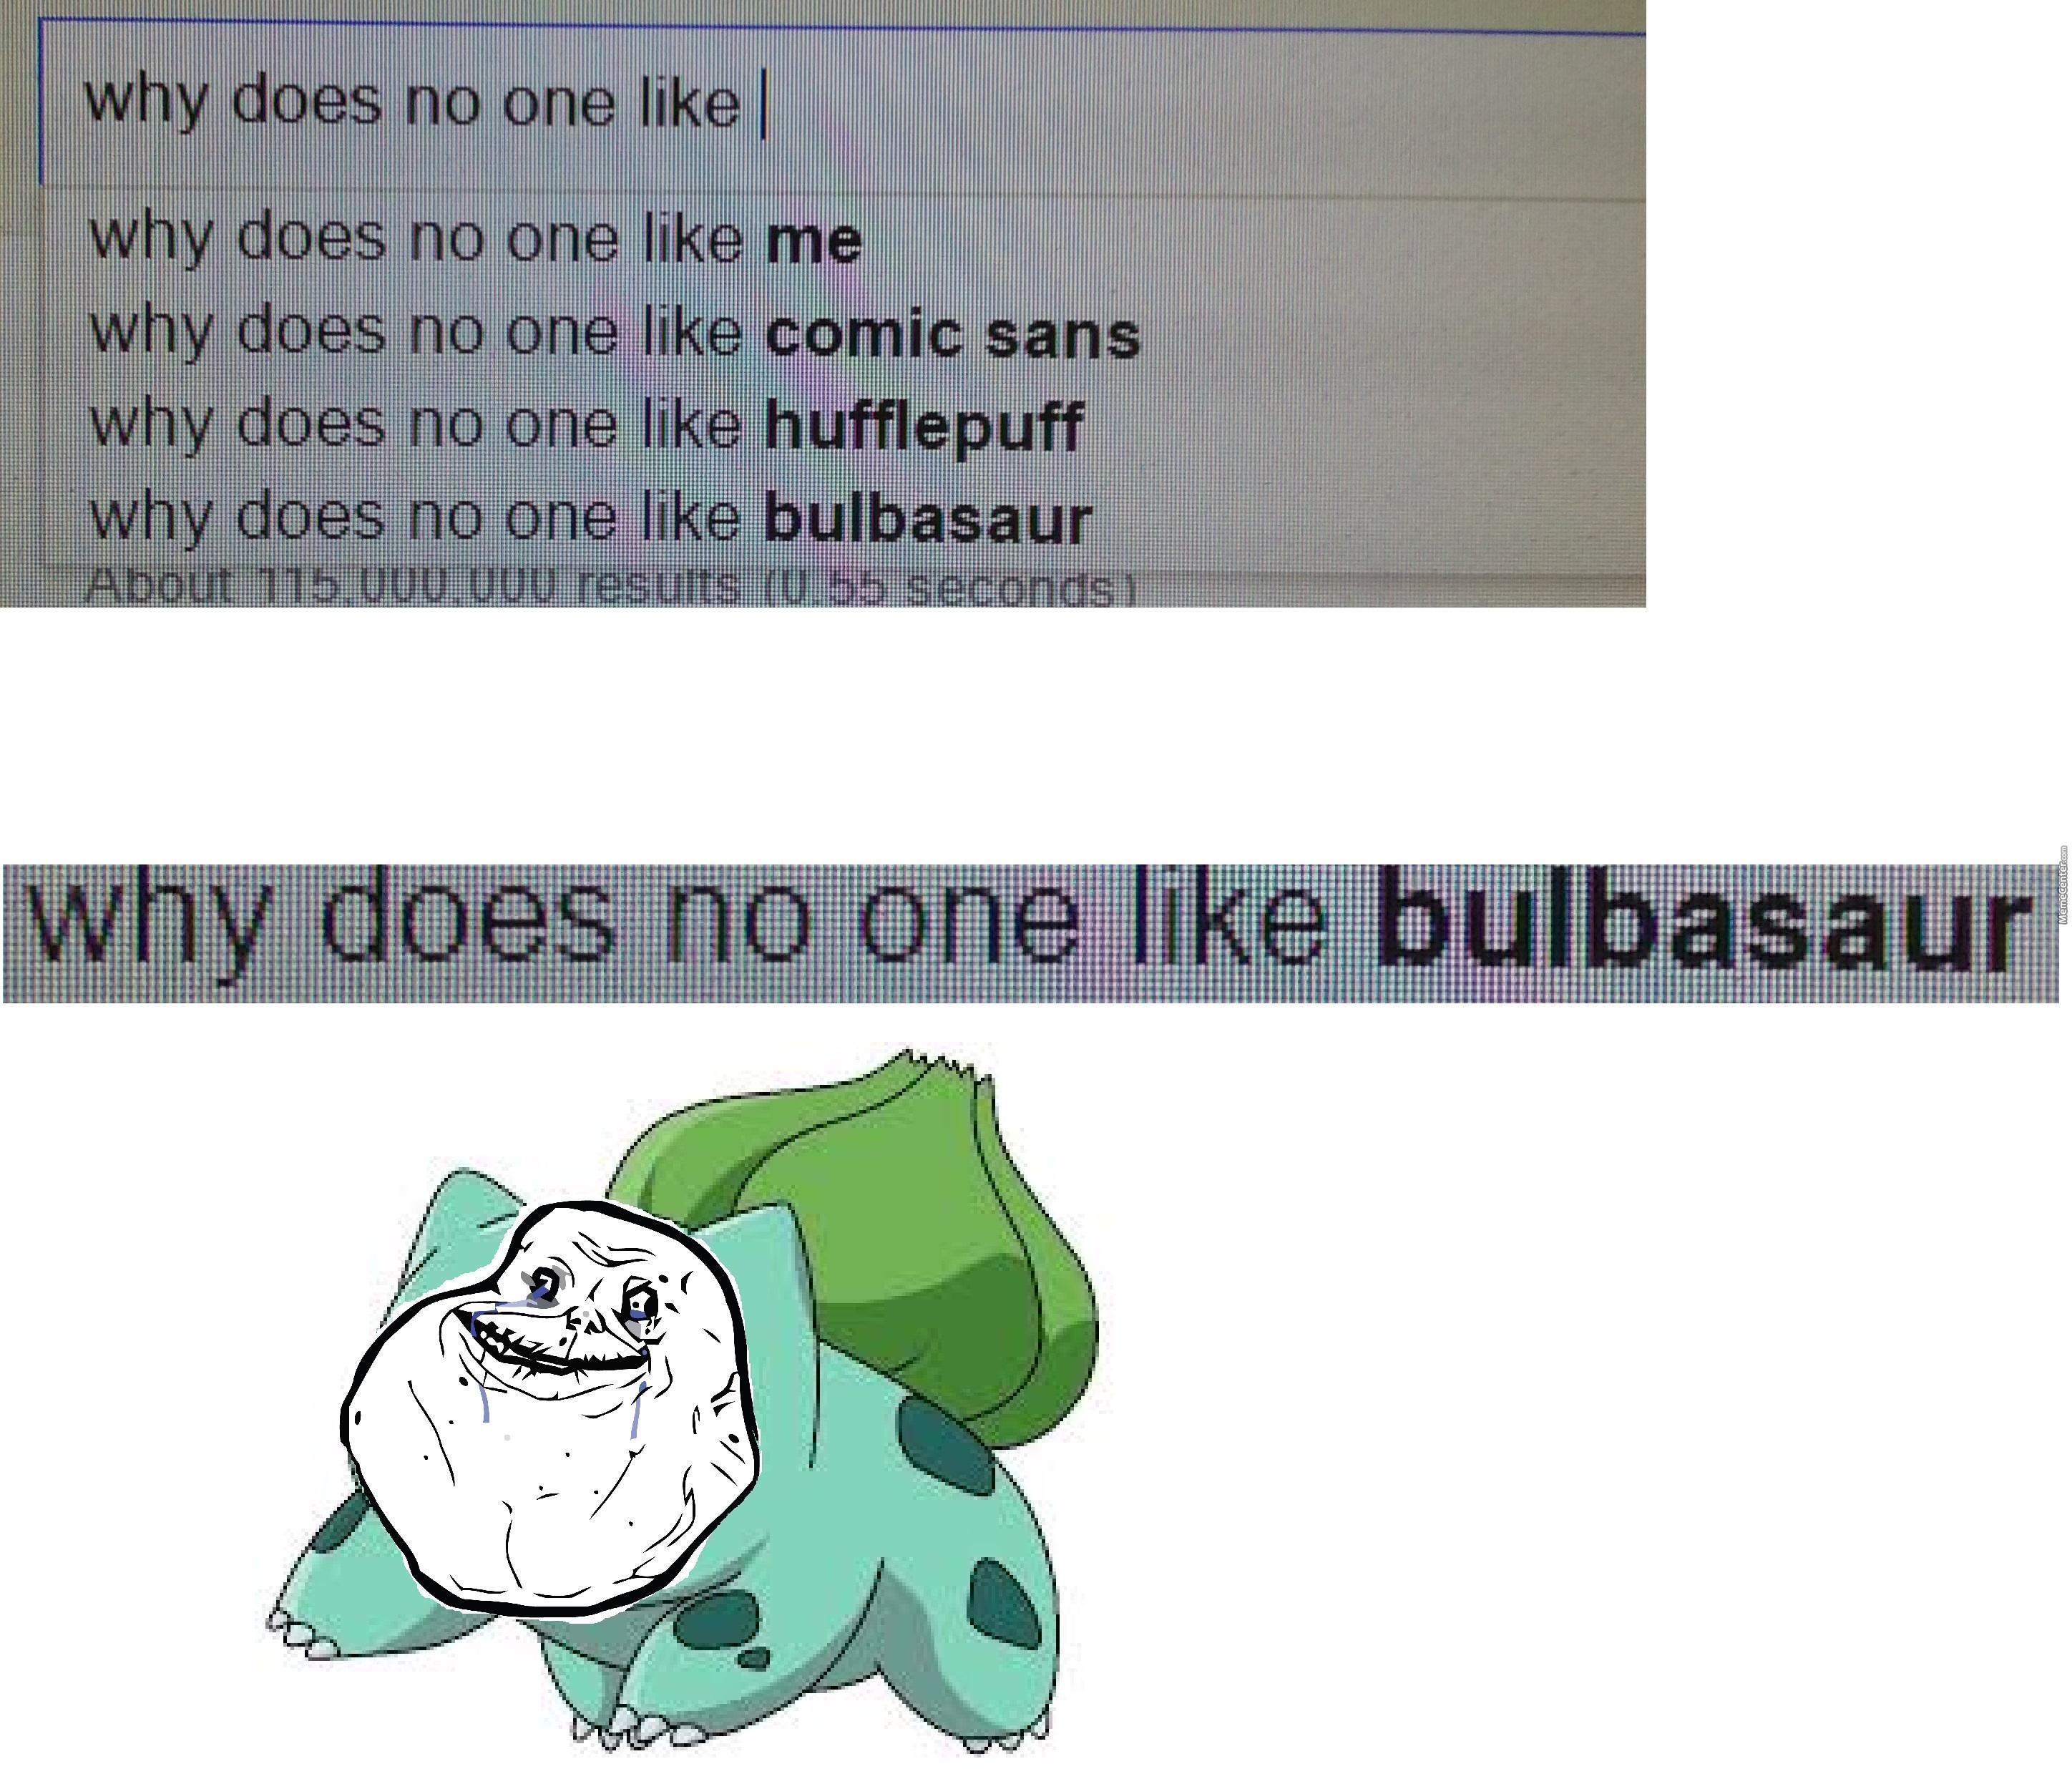 why does no one like
why does no one like me
why does no one like comic sans
why does no one like hufflepuff
why does no one like bulbasaur
About 115,000,000 results (0.55 seconds)
why does no one like bulbasaur
MemeCenter.com